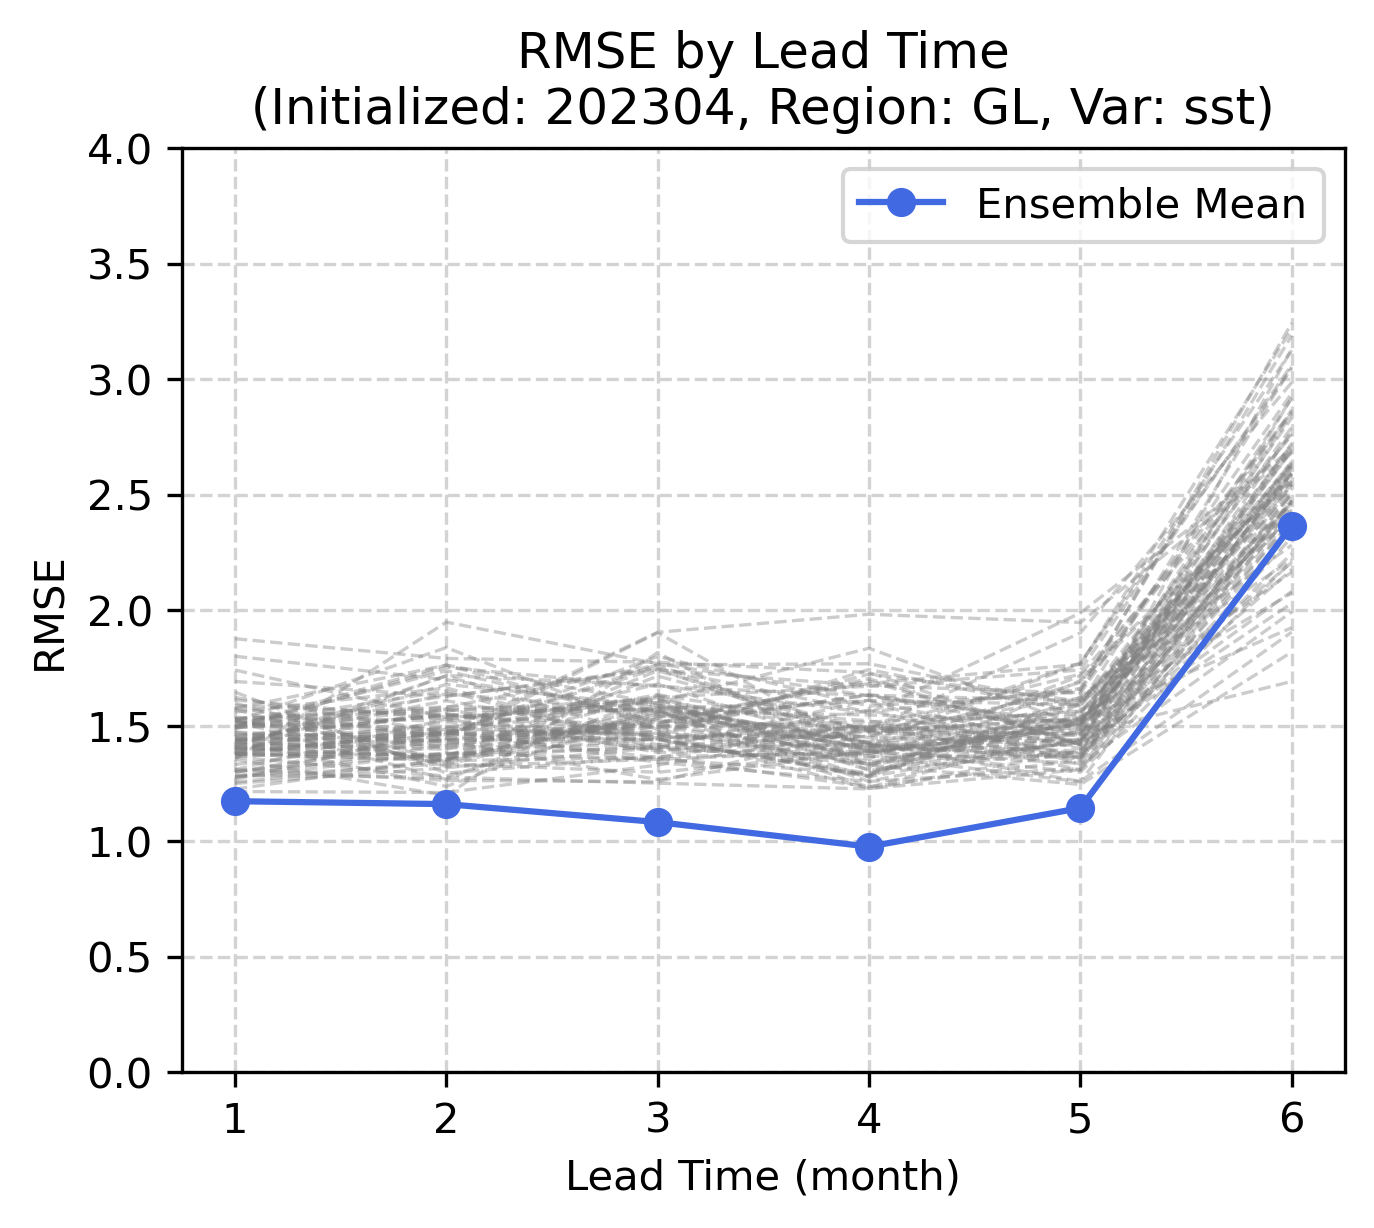 RMSE by Lead Time
(Initialized: 202304, Region: GL, Var: sst)
Ensemble Mean
4.0
3.5
3.0
2.5
2.0
1.5
1.0
0.5
0.0
RMSE
1 2 3 4 5 6
Lead Time (month)